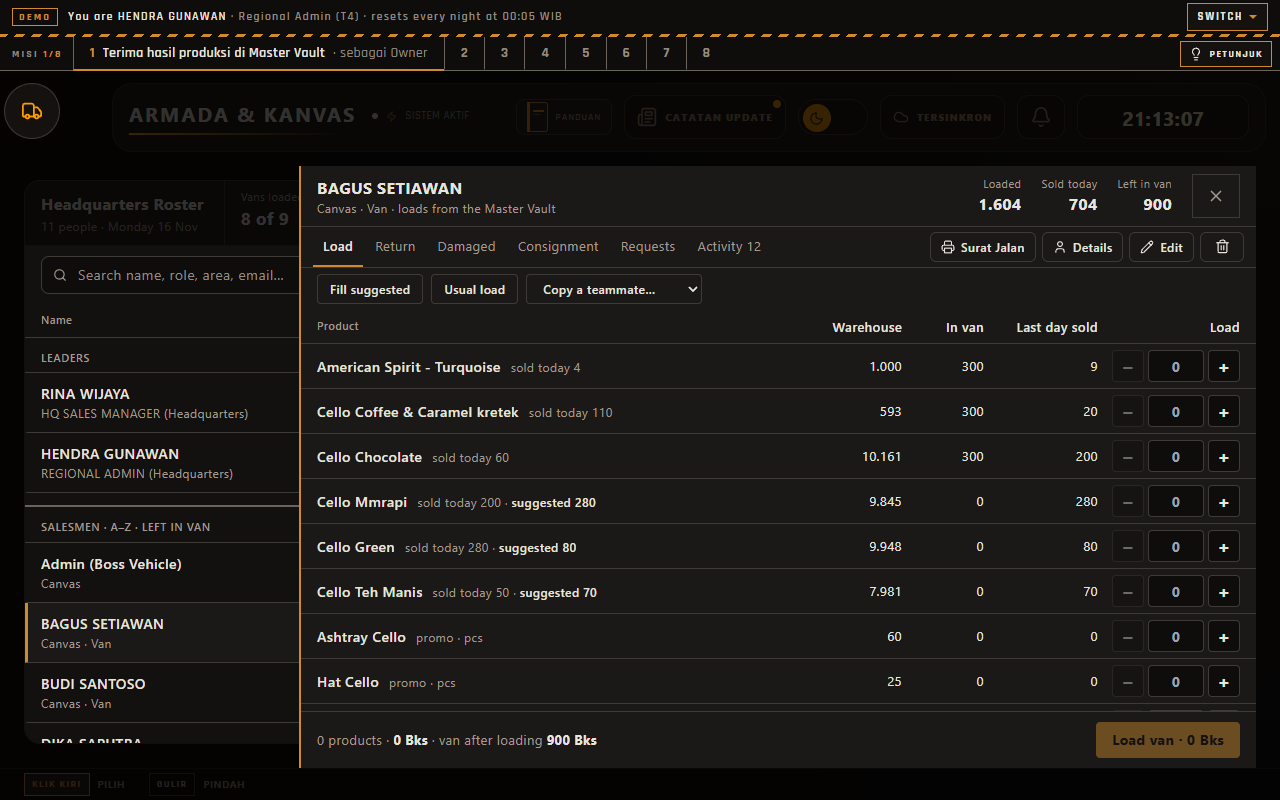 DEMO You are HENDRA GUNAWAN · Regional Admin (T4) · resets every night at 00:05 WIB SWITCH
MISI 1/8 1 Terima hasil produksi di Master Vault · sebagai Owner 2 3 4 5 6 7 8 PETUNJUK
ARMADA & KANVAS SISTEM AKTIF PANDUAN CATATAN UPDATE TERSINKRON 21:13:07
Headquarters Roster
11 people · Monday 16 Nov
Vans loade
8 of 9
Search name, role, area, email...
Name
LEADERS
RINA WIJAYA
HQ SALES MANAGER (Headquarters)
HENDRA GUNAWAN
REGIONAL ADMIN (Headquarters)
SALESMEN · A–Z · LEFT IN VAN
Admin (Boss Vehicle)
Canvas
BAGUS SETIAWAN
Canvas · Van
BUDI SANTOSO
Canvas · Van
DIKA SAPUTRA
BAGUS SETIAWAN
Canvas · Van · loads from the Master Vault
Loaded Sold today Left in van
1.604 704 900
Load Return Damaged Consignment Requests Activity 12 Surat Jalan Details Edit
Fill suggested Usual load Copy a teammate...
Product Warehouse In van Last day sold Load
American Spirit - Turquoise sold today 4 1.000 300 9 − 0 +
Cello Coffee & Caramel kretek sold today 110 593 300 20 − 0 +
Cello Chocolate sold today 60 10.161 300 200 − 0 +
Cello Mmrapi sold today 200 · suggested 280 9.845 0 280 − 0 +
Cello Green sold today 280 · suggested 80 9.948 0 80 − 0 +
Cello Teh Manis sold today 50 · suggested 70 7.981 0 70 − 0 +
Ashtray Cello promo · pcs 60 0 0 − 0 +
Hat Cello promo · pcs 25 0 0 − 0 +
0 products · 0 Bks · van after loading 900 Bks Load van · 0 Bks
KLIK KIRI PILIH GULIR PINDAH